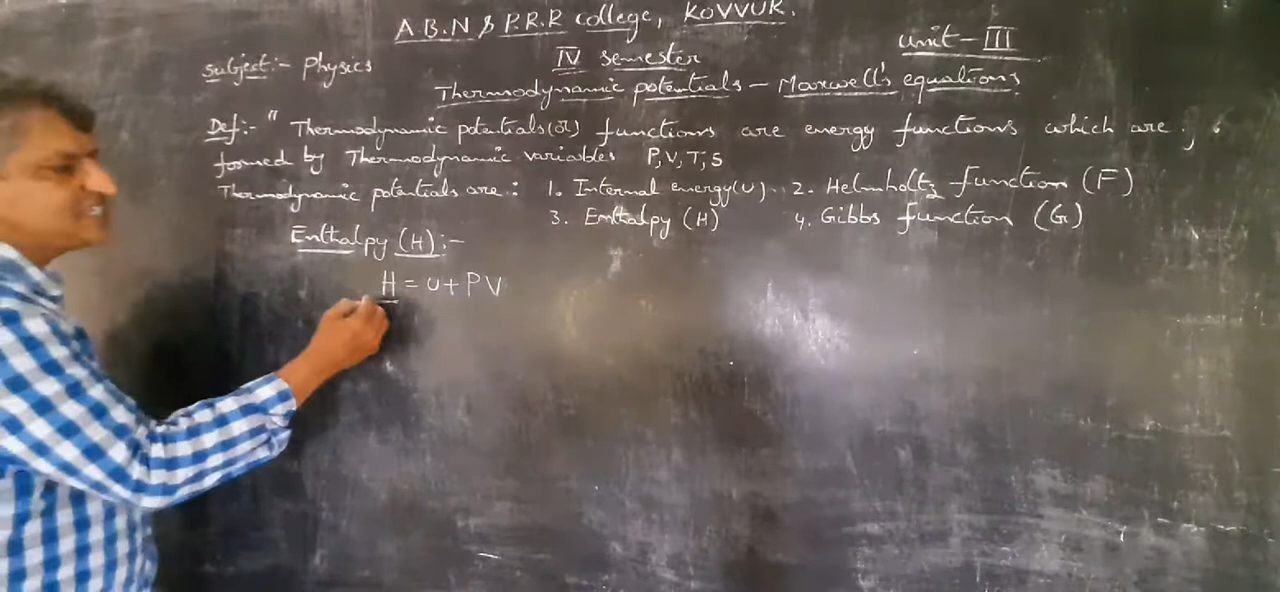 A.B.N & P.R.R college, KOVVUR.
IV semester
unit-III
Subject:- Physics
Thermodynamic potentials - Maxwell's equations
Def:- " Thermodynamic potentials (or) functions are energy functions which are
formed by Thermodynamic variables P, V, T, S
Thermodynamic potentials are: 1. Internal energy (U). 2. Helmholtz function (F)
3. Enthalpy (H) 4. Gibbs function (G)
Enthalpy (H):-
H = U + PV